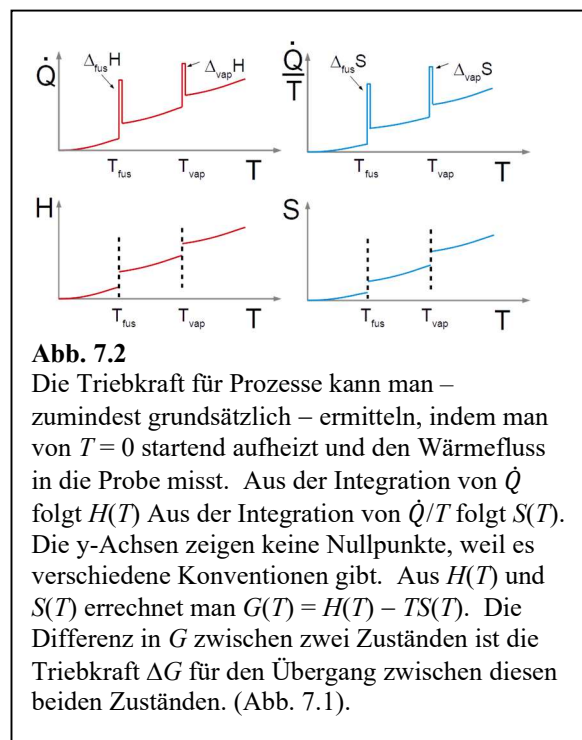 Q̇
Δfus H
Δvap H
Tfus
Tvap
T
Q̇
T
Δfus S
Δvap S
Tfus
Tvap
T
H
Tfus
Tvap
T
S
Tfus
Tvap
T
Abb. 7.2
Die Triebkraft für Prozesse kann man –
zumindest grundsätzlich – ermitteln, indem man
von T = 0 startend aufheizt und den Wärmefluss
in die Probe misst. Aus der Integration von Q̇
folgt H(T) Aus der Integration von Q̇/T folgt S(T).
Die y-Achsen zeigen keine Nullpunkte, weil es
verschiedene Konventionen gibt. Aus H(T) und
S(T) errechnet man G(T) = H(T) – TS(T). Die
Differenz in G zwischen zwei Zuständen ist die
Triebkraft ΔG für den Übergang zwischen diesen
beiden Zuständen. (Abb. 7.1).